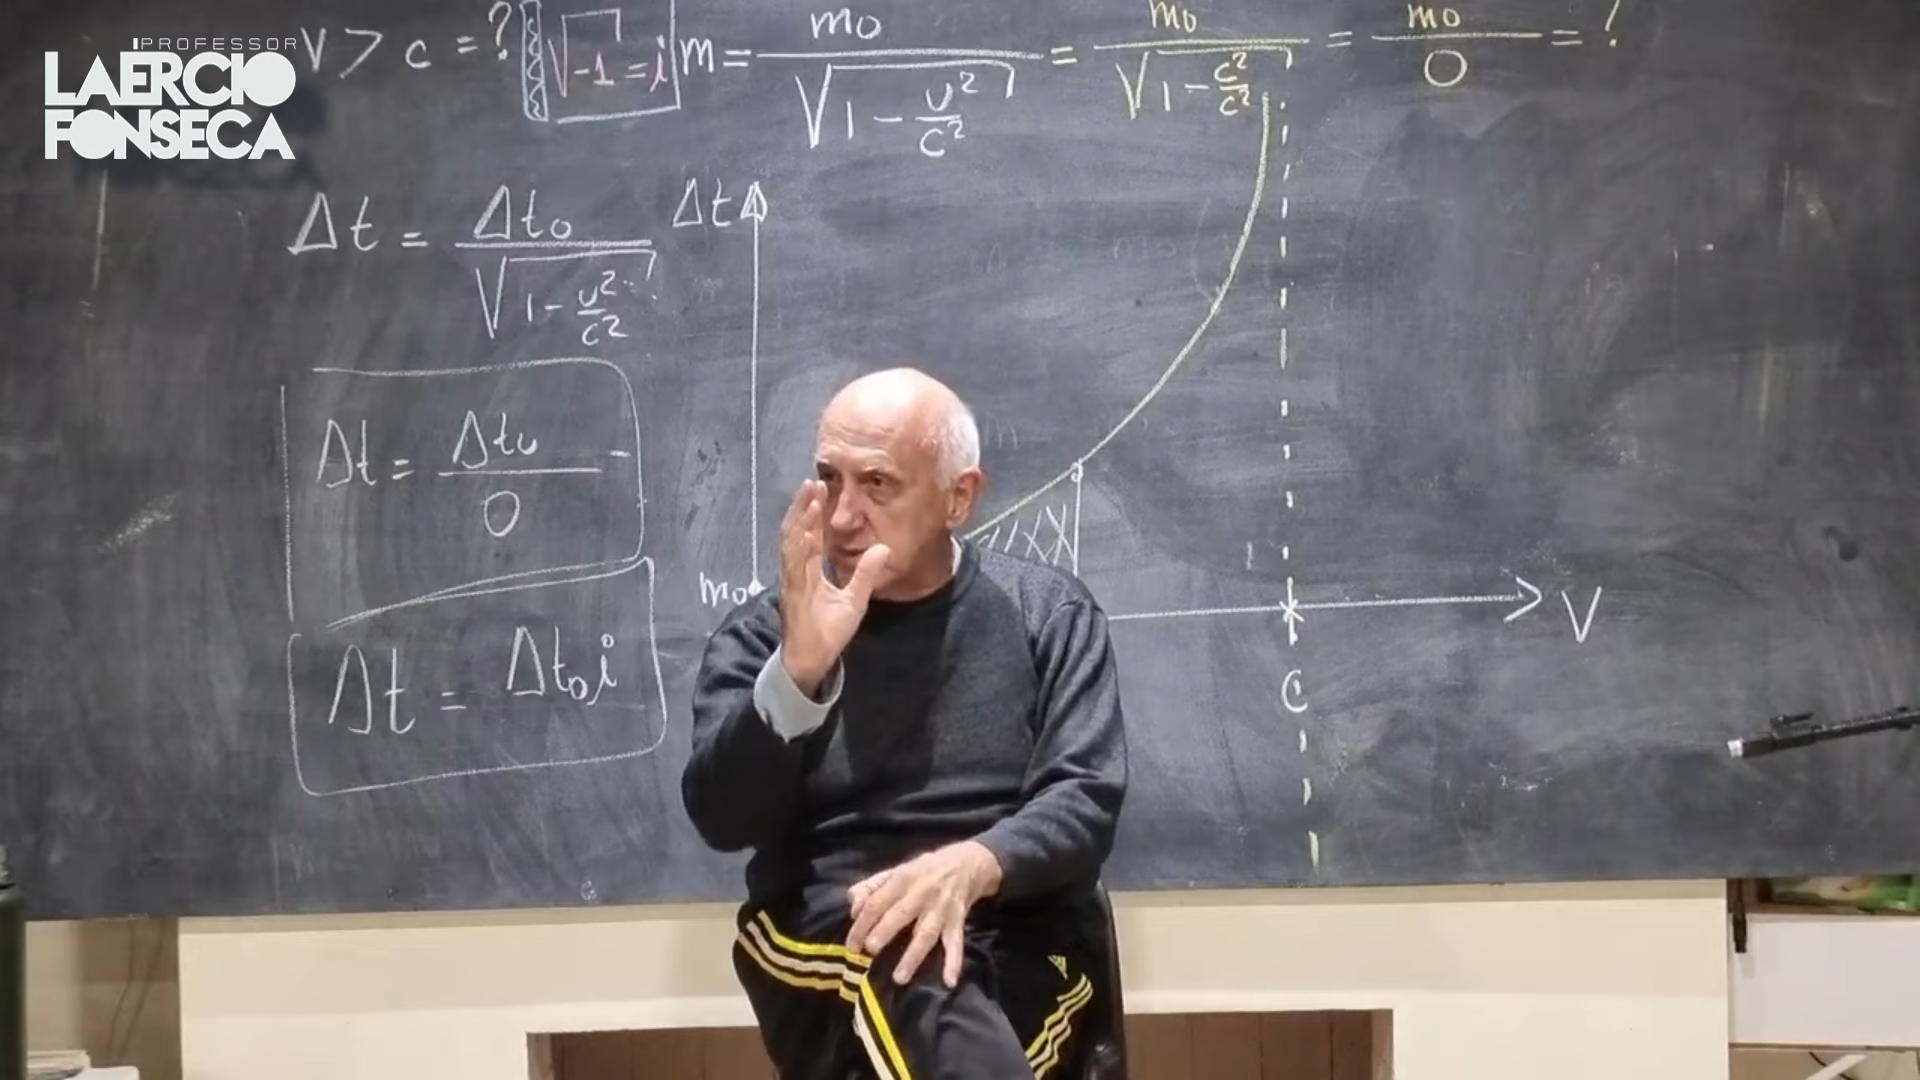 PROFESSOR
LAERCIO
FONSECA
V > c = ?
√-1 = i
m = m₀ / √(1 - v²/c²) = m₀ / √(1 - c²/c²) = m₀ / 0 = !
Δt = Δt₀ / √(1 - v²/c²)
Δt
Δt = Δt₀ / 0 -
m₀
V
Δt = Δt₀i
C